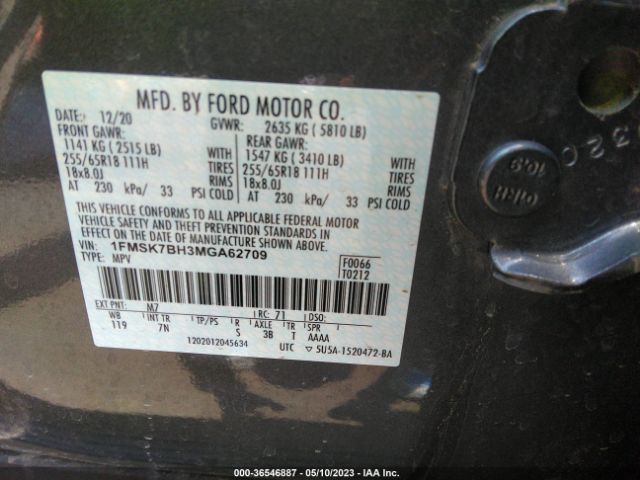 MFD. BY FORD MOTOR CO.
DATE: 12/20 GVWR: 2635 KG ( 5810 LB)
FRONT GAWR: REAR GAWR:
1141 KG ( 2515 LB) WITH 1547 KG ( 3410 LB) WITH
255/65R18 111H TIRES 255/65R18 111H TIRES
18x8.0J RIMS 18x8.0J RIMS
AT 230 kPa/ 33 PSI COLD AT 230 kPa/ 33 PSI COLD
THIS VEHICLE CONFORMS TO ALL APPLICABLE FEDERAL MOTOR
VEHICLE SAFETY AND THEFT PREVENTION STANDARDS IN
EFFECT ON THE DATE OF MANUFACTURE SHOWN ABOVE.
VIN: 1FMSK7BH3MGA62709
TYPE: MPV
F0066
T0212
EXT PNT: M7 RC: 71 DSO:
WB INT TR TP/PS R AXLE TR SPR
119 7N S 3B T AAAA
1202012045634 UTC 5U5A-1520472-BA
10.9
320
000-36546887 - 05/10/2023 - IAA Inc.